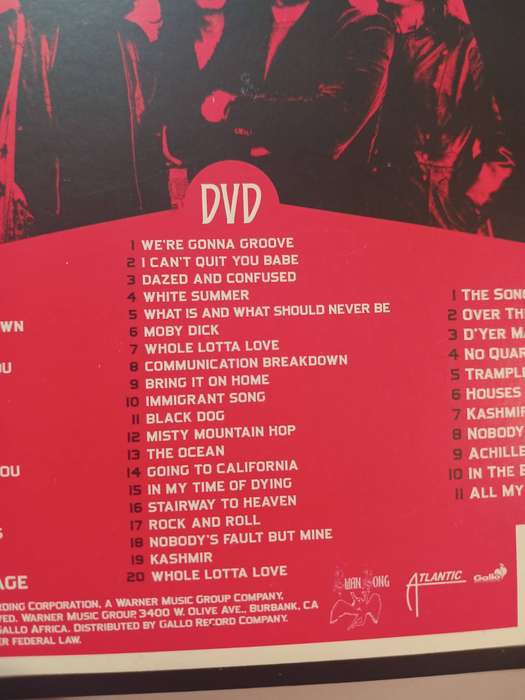 DVD
WN
OU
S
AGE
1 WE'RE GONNA GROOVE
2 I CAN'T QUIT YOU BABE
3 DAZED AND CONFUSED
4 WHITE SUMMER
5 WHAT IS AND WHAT SHOULD NEVER BE
6 MOBY DICK
7 WHOLE LOTTA LOVE
8 COMMUNICATION BREAKDOWN
9 BRING IT ON HOME
10 IMMIGRANT SONG
11 BLACK DOG
12 MISTY MOUNTAIN HOP
13 THE OCEAN
14 GOING TO CALIFORNIA
15 IN MY TIME OF DYING
16 STAIRWAY TO HEAVEN
17 ROCK AND ROLL
18 NOBODY'S FAULT BUT MINE
19 KASHMIR
20 WHOLE LOTTA LOVE
1 THE SONG
2 OVER TH
3 D'YER M
4 NO QUAR
5 TRAMPL
6 HOUSES
7 KASHMIR
8 NOBODY
9 ACHILLE
10 IN THE
11 ALL MY
SWAN SONG
ATLANTIC
Gallo
RDING CORPORATION, A WARNER MUSIC GROUP COMPANY,
VED. WARNER MUSIC GROUP, 3400 W. OLIVE AVE., BURBANK, CA
GALLO AFRICA. DISTRIBUTED BY GALLO RECORD COMPANY.
ER FEDERAL LAW.